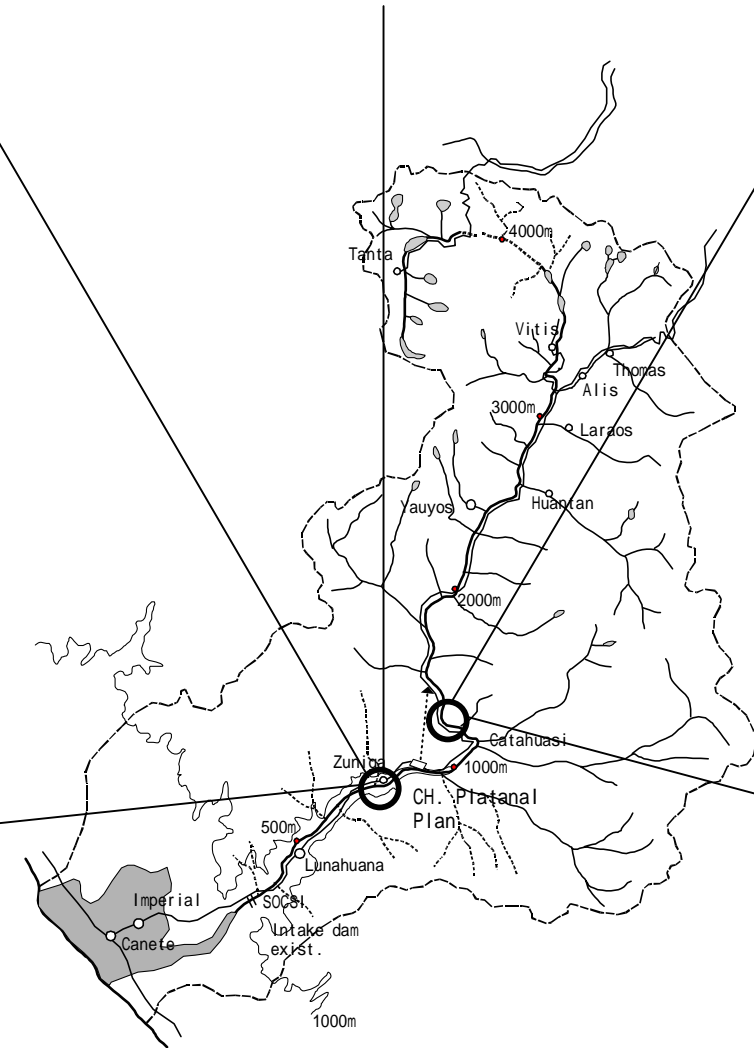 4000m
Tanta
Vitis
Thomas
Alis
3000m
Laraos
Yauyos
Huantan
2000m
Catahuasi
Zuniga
1000m
CH. Platanal
Plan
500m
Lunahuana
Imperial
SOCSI
Canete
Intake dam
exist.
1000m